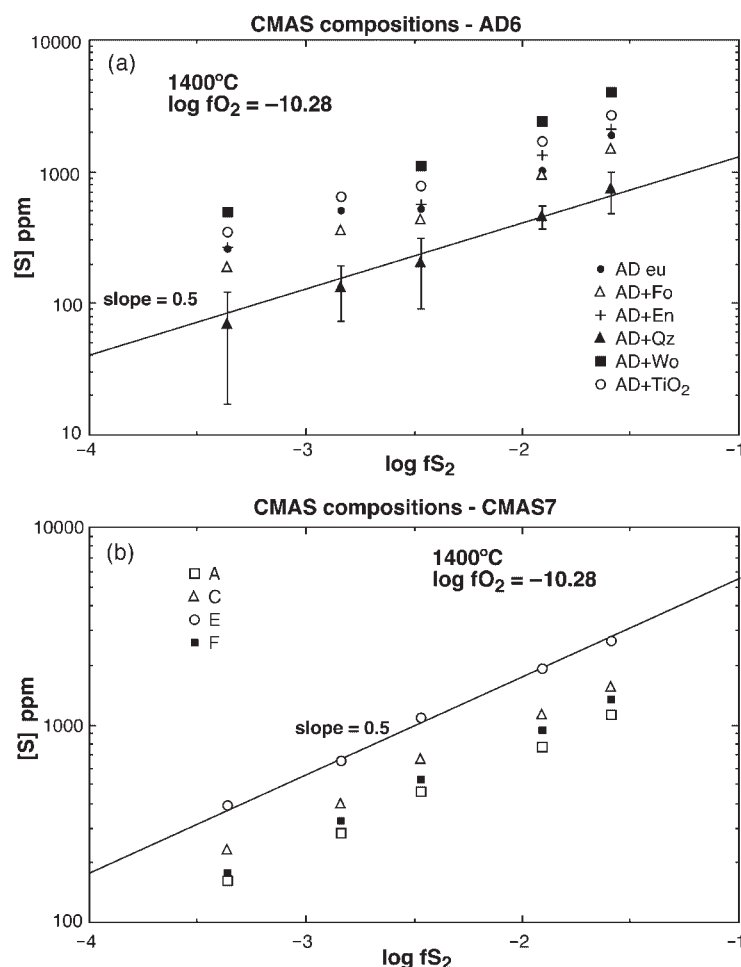 CMAS compositions - AD6
10000
(a)
1400ºC
log fO2 = −10.28
1000
[S] ppm
slope = 0.5
100
AD eu
AD+Fo
AD+En
AD+Qz
AD+Wo
AD+TiO2
10
−4
−3
−2
−1
log fS2
CMAS compositions - CMAS7
10000
(b)
1400ºC
log fO2 = −10.28
A
C
E
F
[S] ppm
1000
slope = 0.5
100
−4
−3
−2
−1
log fS2